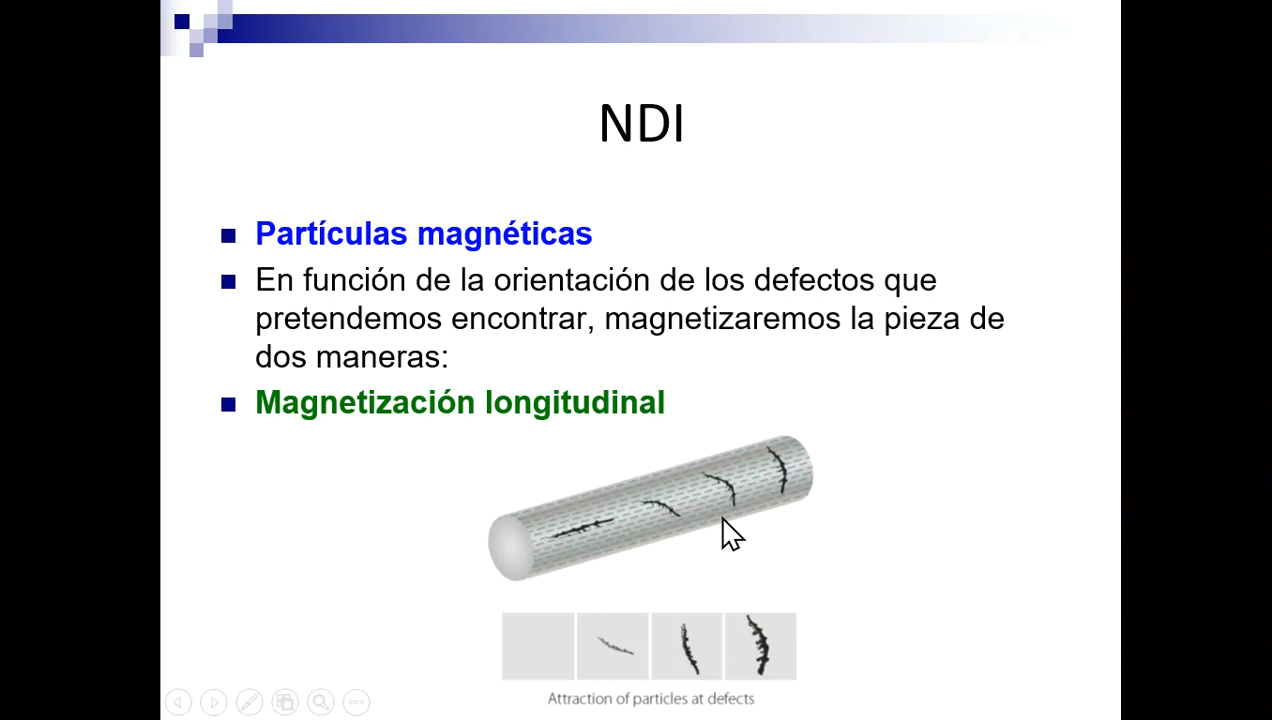 NDI
Partículas magnéticas
En función de la orientación de los defectos que
pretendemos encontrar, magnetizaremos la pieza de
dos maneras:
Magnetización longitudinal
Attraction of particles at defects